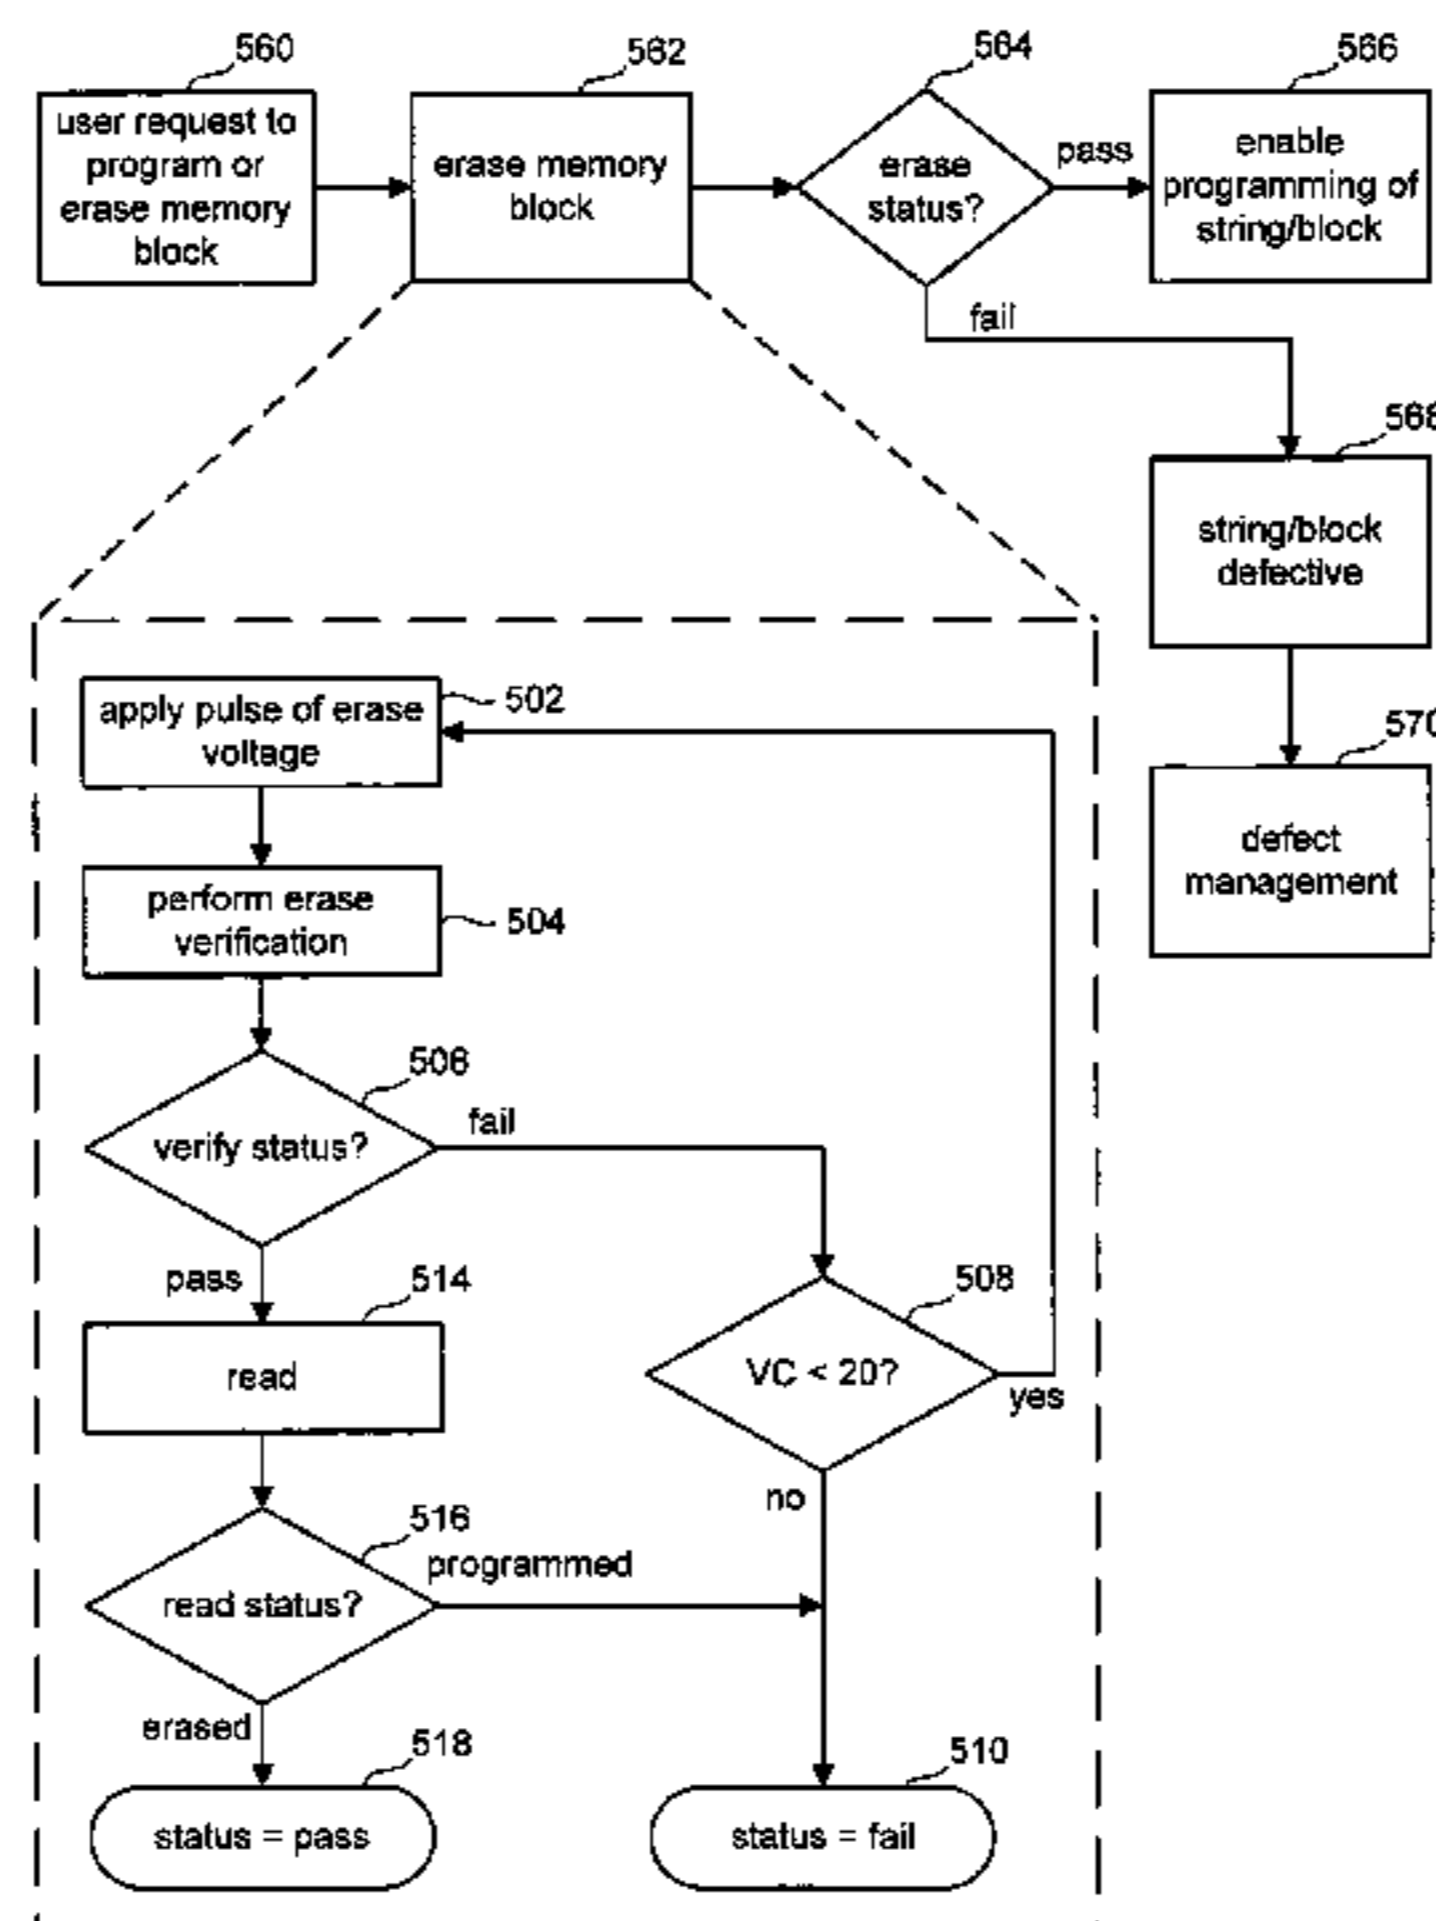 560
562
564
566
user request to
program or
erase memory
block
erase memory
block
erase
status?
pass
enable
programming of
string/block
fail
568
string/block
defective
570
defect
management
apply pulse of erase
voltage
502
perform erase
verification
504
506
verify status?
fail
pass
514
read
508
VC < 20?
yes
no
516
read status?
programmed
erased
518
status = pass
510
status = fail